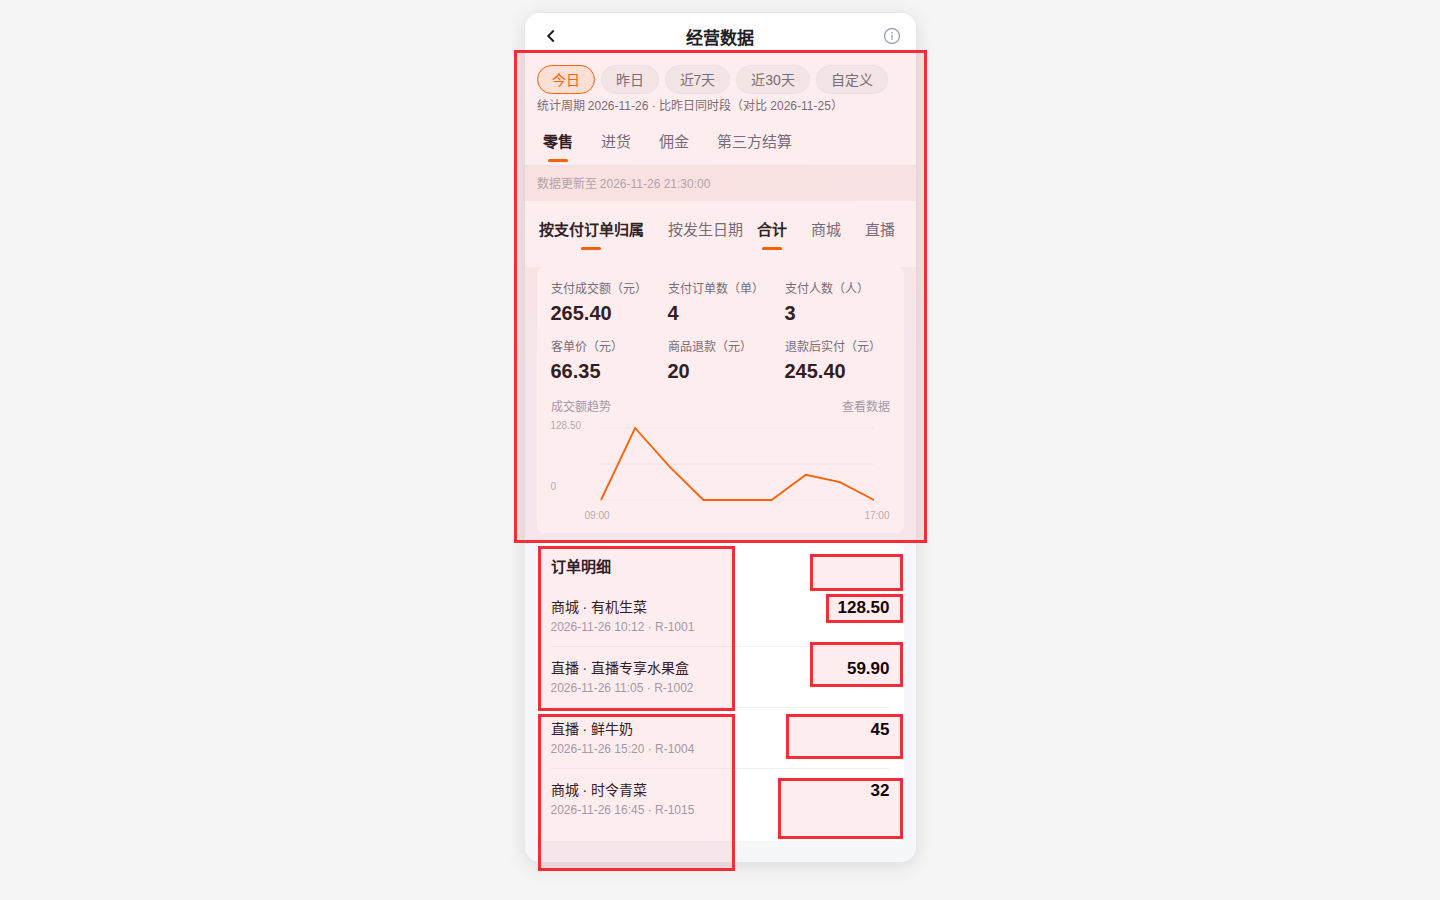 经营数据
今日 昨日 近7天 近30天 自定义
统计周期 2026-11-26 · 比昨日同时段（对比 2026-11-25）
零售 进货 佣金 第三方结算
数据更新至 2026-11-26 21:30:00
按支付订单归属 按发生日期 合计 商城 直播
支付成交额（元） 支付订单数（单） 支付人数（人）
265.40 4 3
客单价（元） 商品退款（元） 退款后实付（元）
66.35 20 245.40
成交额趋势 查看数据
128.50
0
09:00 17:00
订单明细
商城 · 有机生菜 128.50
2026-11-26 10:12 · R-1001
直播 · 直播专享水果盒 59.90
2026-11-26 11:05 · R-1002
直播 · 鲜牛奶 45
2026-11-26 15:20 · R-1004
商城 · 时令青菜 32
2026-11-26 16:45 · R-1015